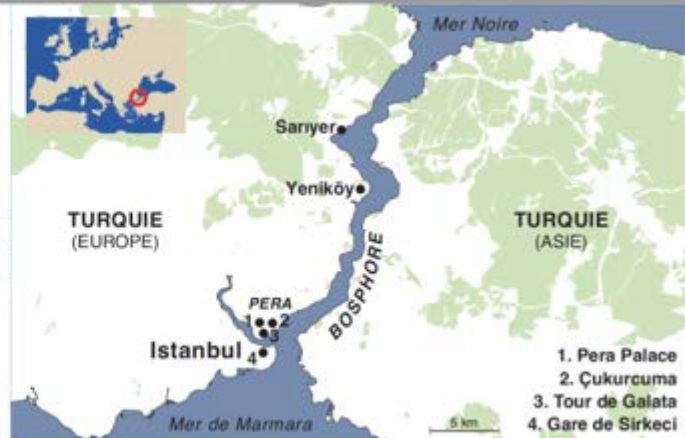 Mer Noire
Sarıyer
Yeniköy
TURQUIE
(EUROPE)
TURQUIE
(ASIE)
BOSPHORE
PERA
1 2
3
Istanbul
4
1. Pera Palace
2. Çukurcuma
3. Tour de Galata
4. Gare de Sirkeci
Mer de Marmara
5 km